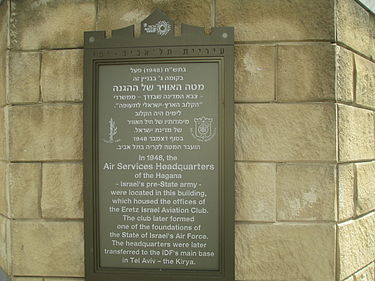 עיריית תל-אביב-יפו
בתש"ח (1948) פעל
בקומה ג' בבניין זה
מטה האוויר של ההגנה
- צבא המדינה שבדרך - ממשרדי
"הקלוב הארץ-ישראלי לתעופה".
לימים היה הקלוב
מיסודותיו של חיל האוויר
של מדינת ישראל.
בסוף דצמבר 1948
הועבר המטה לקריה בתל אביב.
In 1948, the
Air Services Headquarters
of the Hagana
- Israel's pre-State army -
were located in this building,
which housed the offices of
the Eretz Israel Aviation Club.
The club later formed
one of the foundations of
the State of Israel's Air Force.
The headquarters were later
transferred to the IDF's main base
in Tel Aviv – the Kirya.